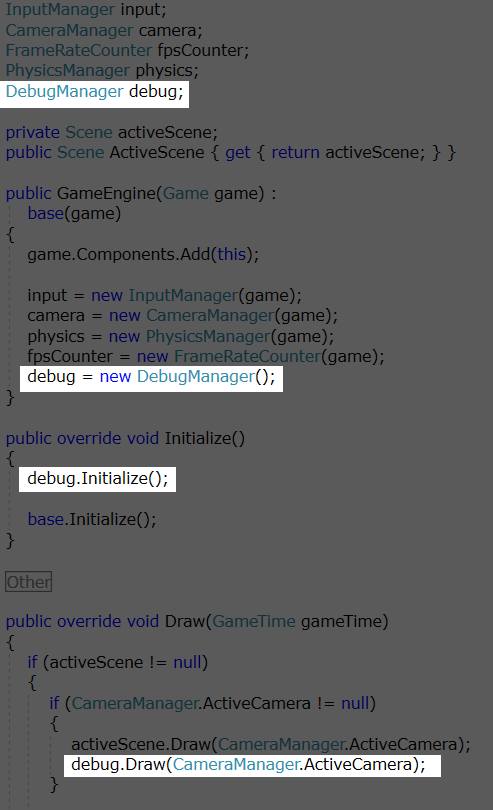 InputManager input;
CameraManager camera;
FrameRateCounter fpsCounter;
PhysicsManager physics;
DebugManager debug;
private Scene activeScene;
public Scene ActiveScene { get { return activeScene; } }
public GameEngine(Game game) :
base(game)
{
game.Components.Add(this);
input = new InputManager(game);
camera = new CameraManager(game);
physics = new PhysicsManager(game);
fpsCounter = new FrameRateCounter(game);
debug = new DebugManager();
}
public override void Initialize()
{
debug.Initialize();
base.Initialize();
}
Other
public override void Draw(GameTime gameTime)
{
if (activeScene != null)
{
if (CameraManager.ActiveCamera != null)
{
activeScene.Draw(CameraManager.ActiveCamera);
debug.Draw(CameraManager.ActiveCamera);
}